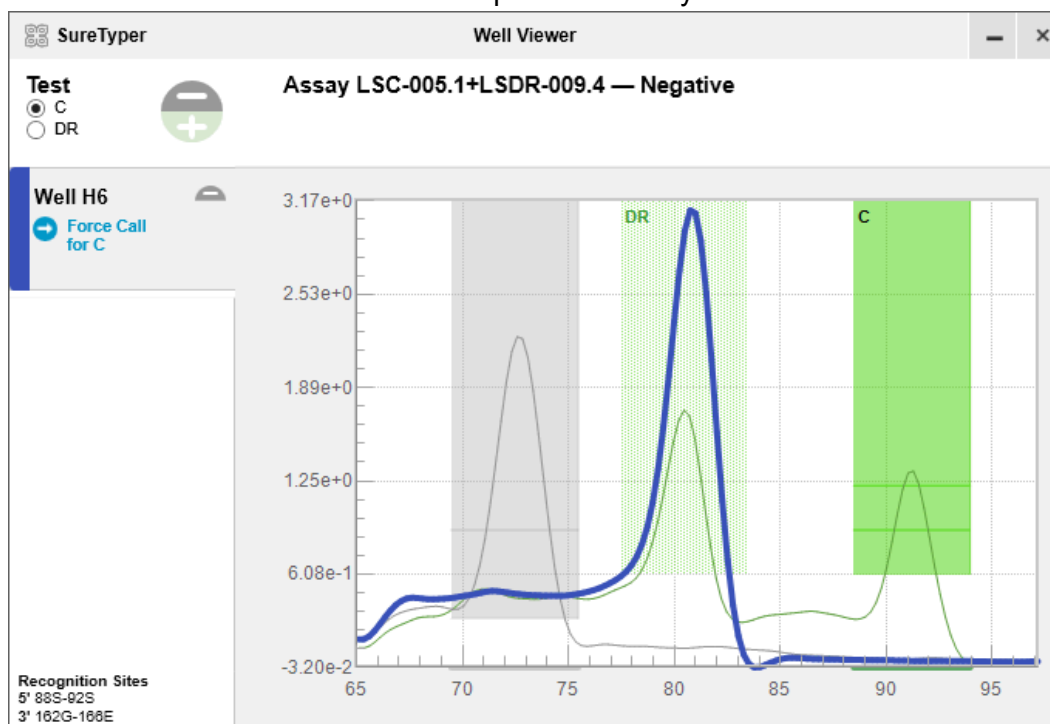 SureTyper
Well Viewer
Test
C
DR
Assay LSC-005.1+LSDR-009.4 — Negative
Well H6
Force Call
for C
3.17e+0
2.53e+0
1.89e+0
1.25e+0
6.08e-1
-3.20e-2
DR
C
65 70 75 80 85 90 95
Recognition Sites
5' 88S-92S
3' 162G-166E